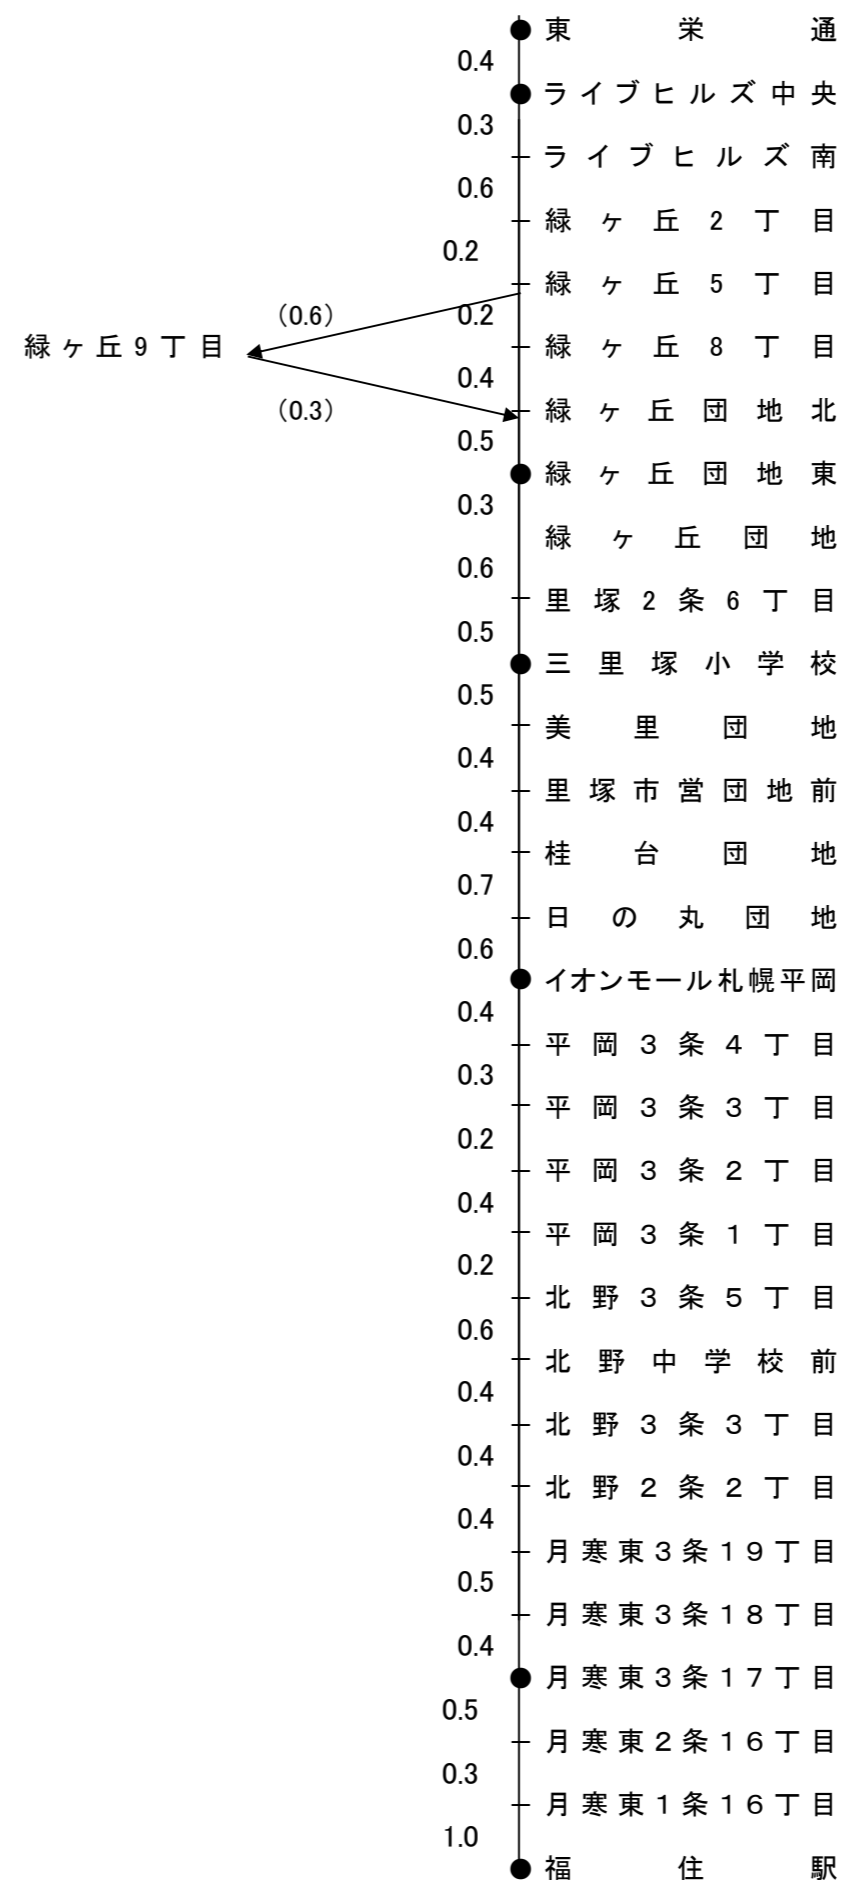 東栄通
0.4
ライブヒルズ中央
0.3
ライブヒルズ南
0.6
緑ヶ丘2丁目
0.2
緑ヶ丘5丁目
(0.6)
0.2
緑ヶ丘9丁目
緑ヶ丘8丁目
0.4
(0.3)
緑ヶ丘団地北
0.5
緑ヶ丘団地東
0.3
緑ヶ丘団地
0.6
里塚2条6丁目
0.5
三里塚小学校
0.5
美里団地
0.4
里塚市営団地前
0.4
桂台団地
0.7
日の丸団地
0.6
イオンモール札幌平岡
0.4
平岡3条4丁目
0.3
平岡3条3丁目
0.2
平岡3条2丁目
0.4
平岡3条1丁目
0.2
北野3条5丁目
0.6
北野中学校前
0.4
北野3条3丁目
0.4
北野2条2丁目
0.4
月寒東3条19丁目
0.5
月寒東3条18丁目
0.4
月寒東3条17丁目
0.5
月寒東2条16丁目
0.3
月寒東1条16丁目
1.0
福住駅